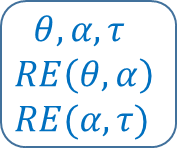 θ, α, τ
RE(θ, α)
RE(α, τ)